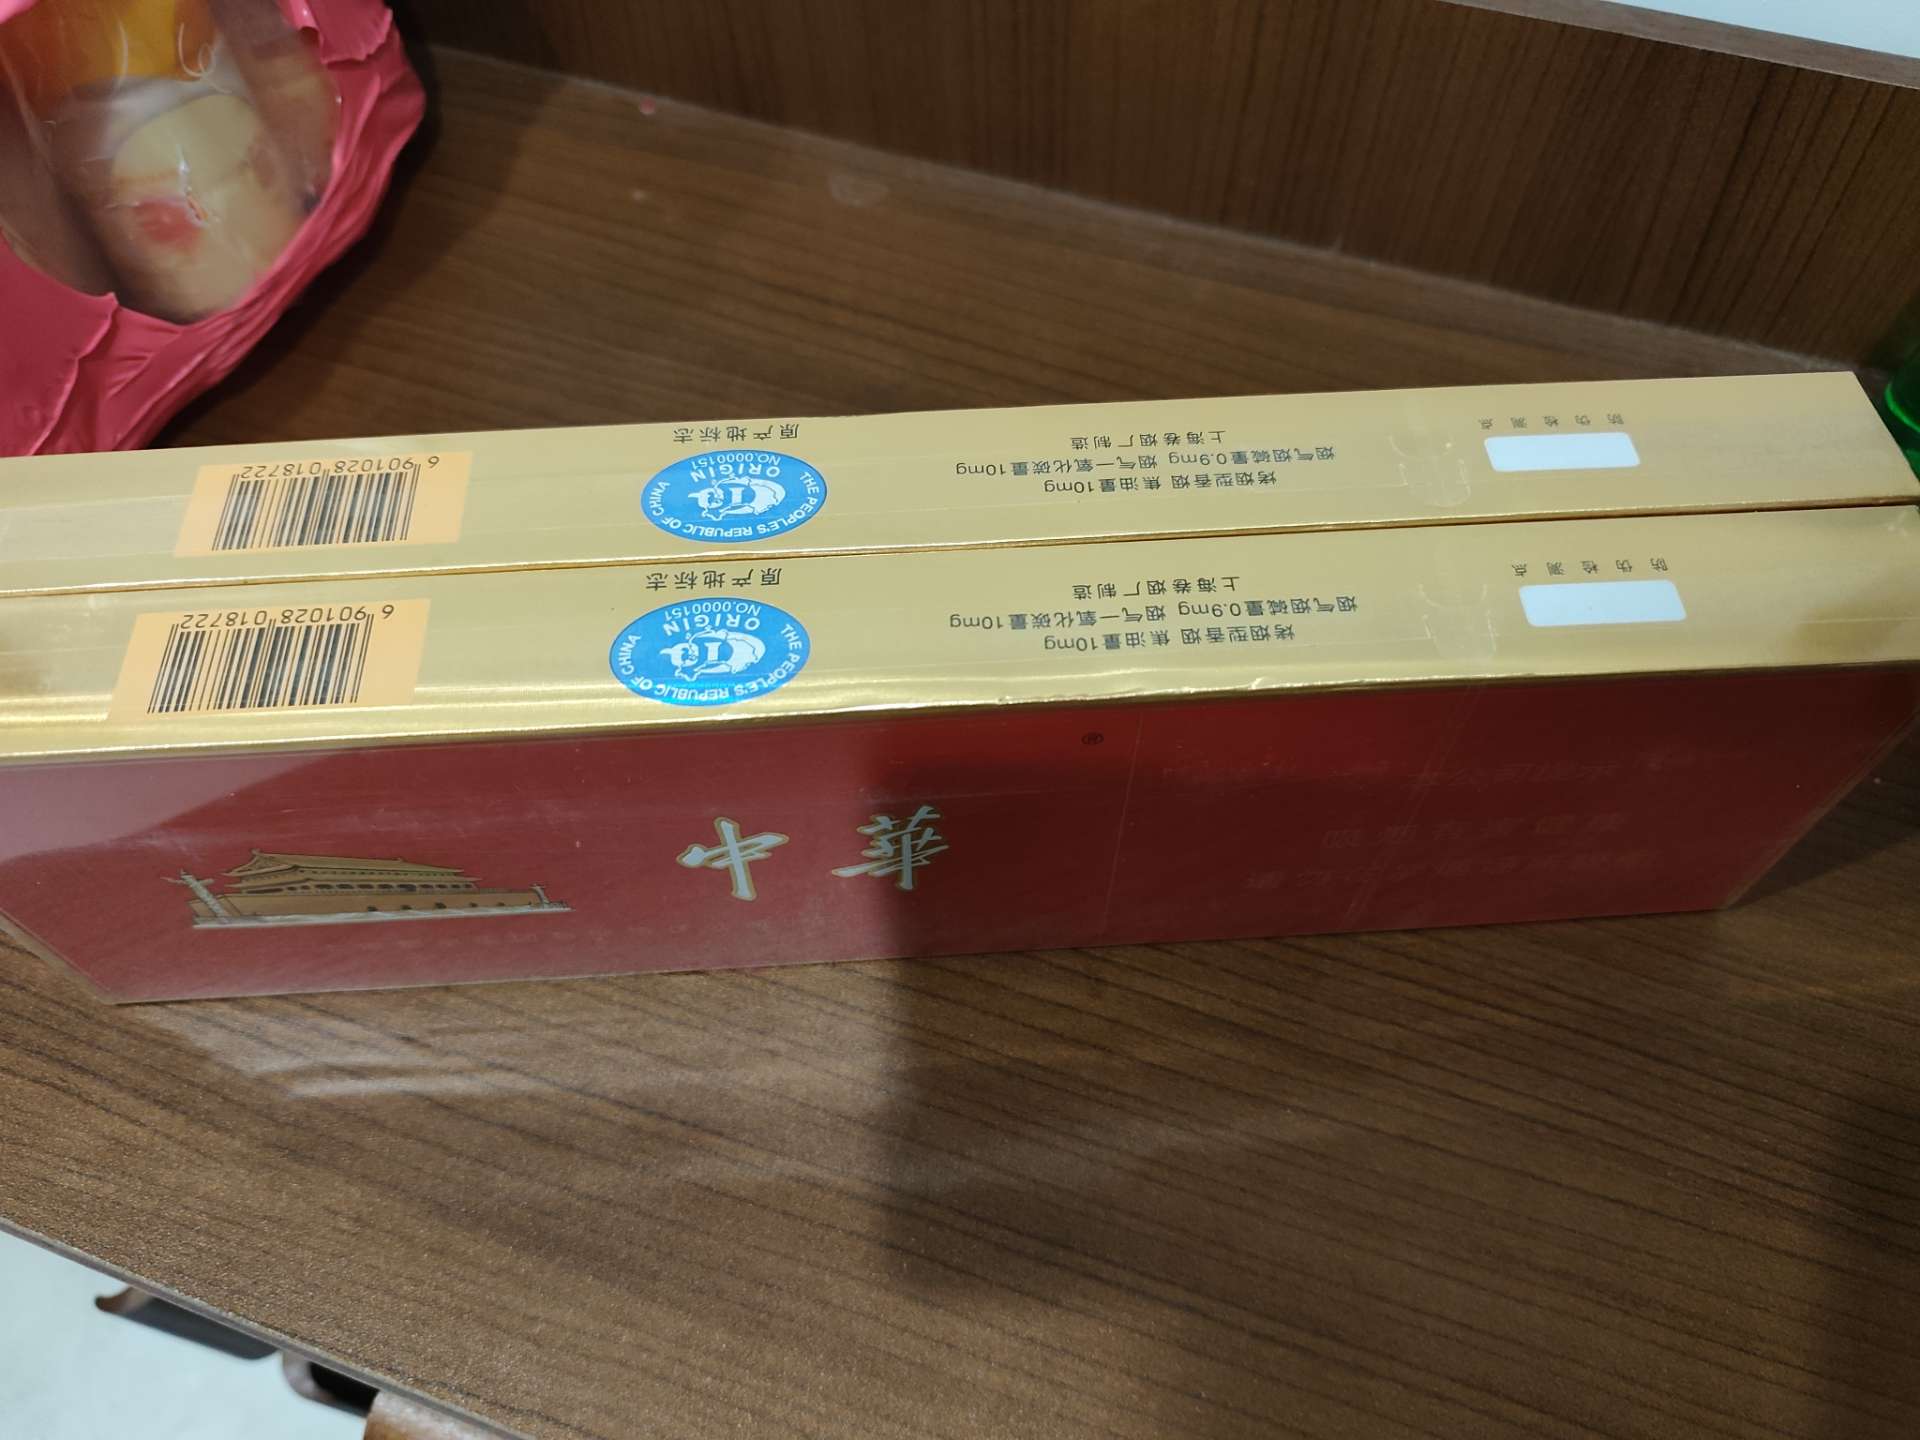 防伪检测点
烤烟型香烟 焦油量10mg
烟气烟碱量0.9mg 烟气一氧化碳量10mg
上海卷烟厂制造
THE PEOPLE'S REPUBLIC OF CHINA
ORIGIN
NO.0000151
原产地标志
6 901028 018722
防伪检测点
烤烟型香烟 焦油量10mg
烟气烟碱量0.9mg 烟气一氧化碳量10mg
上海卷烟厂制造
THE PEOPLE'S REPUBLIC OF CHINA
ORIGIN
NO.0000151
原产地标志
6 901028 018722
中華
®